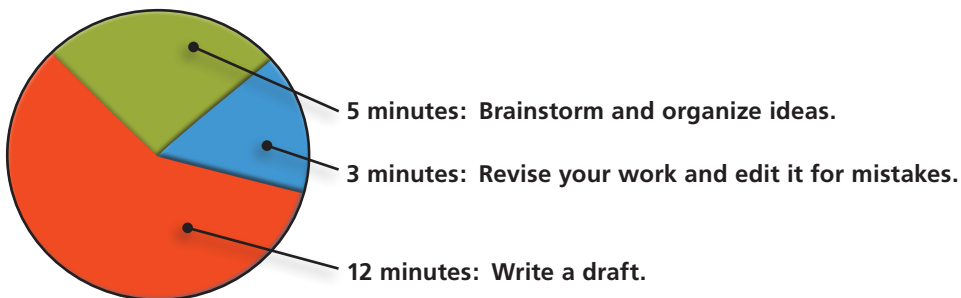 5 minutes: Brainstorm and organize ideas.
3 minutes: Revise your work and edit it for mistakes.
12 minutes: Write a draft.